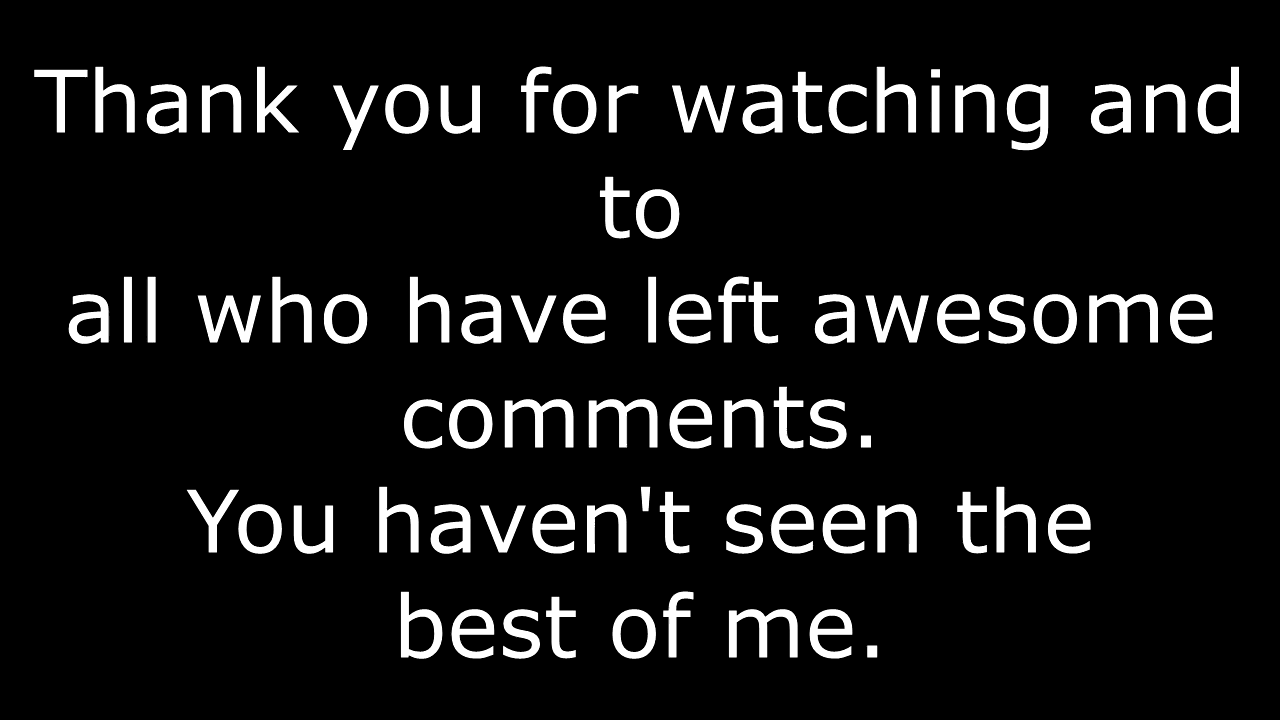 Thank you for watching and
to
all who have left awesome
comments.
You haven't seen the
best of me.